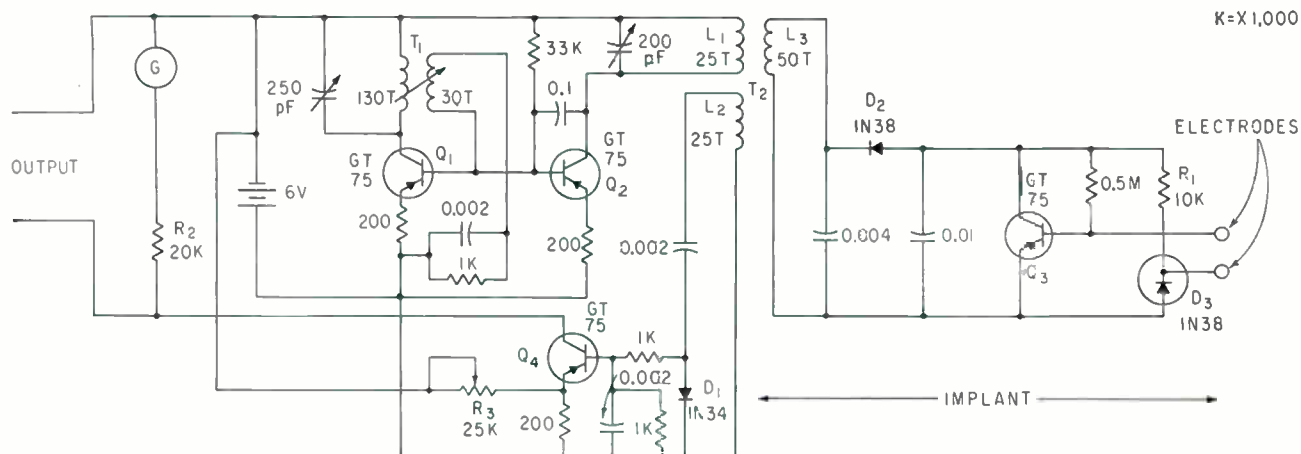 K=X1,000
T1
33K
200
pF
L1
25T
L3
50T
G
250
pF
130T
30T
0.1
L2
25T
T2
D2
1N38
ELECTRODES
OUTPUT
GT
75
Q1
GT
75
Q2
6V
GT
75
0.5M
R1
10K
R2
20K
200
0.002
1K
200
0.002
0.004
0.01
Q3
D3
1N38
GT
75
Q4
1K
0.002
D1
1N34
IMPLANT
R3
25K
200
1K